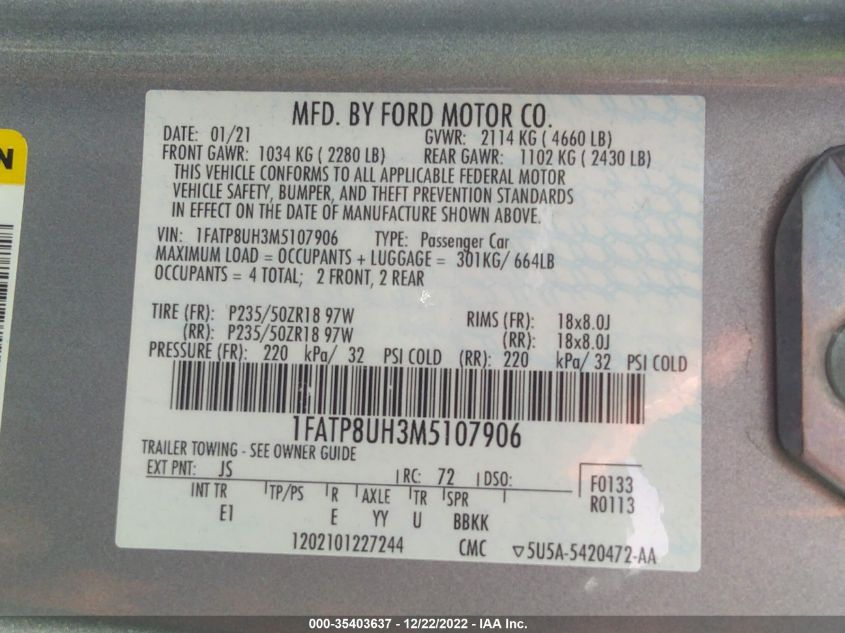 MFD. BY FORD MOTOR CO.
DATE: 01/21 GVWR: 2114 KG ( 4660 LB)
FRONT GAWR: 1034 KG ( 2280 LB) REAR GAWR: 1102 KG ( 2430 LB)
THIS VEHICLE CONFORMS TO ALL APPLICABLE FEDERAL MOTOR
VEHICLE SAFETY, BUMPER, AND THEFT PREVENTION STANDARDS
IN EFFECT ON THE DATE OF MANUFACTURE SHOWN ABOVE.
VIN: 1FATP8UH3M5107906 TYPE: Passenger Car
MAXIMUM LOAD = OCCUPANTS + LUGGAGE = 301KG/ 664LB
OCCUPANTS = 4 TOTAL; 2 FRONT, 2 REAR
TIRE (FR): P235/50ZR18 97W RIMS (FR): 18x8.0J
(RR): P235/50ZR18 97W (RR): 18x8.0J
PRESSURE (FR): 220 kPa/ 32 PSI COLD (RR): 220 kPa/ 32 PSI COLD
1FATP8UH3M5107906
TRAILER TOWING - SEE OWNER GUIDE
EXT PNT: JS RC: 72 DSO: F0133
INT TR TP/PS R AXLE TR SPR R0113
E1 E YY U BBKK
1202101227244 CMC ▽5U5A-5420472-AA
N
000-35403637 - 12/22/2022 - IAA Inc.